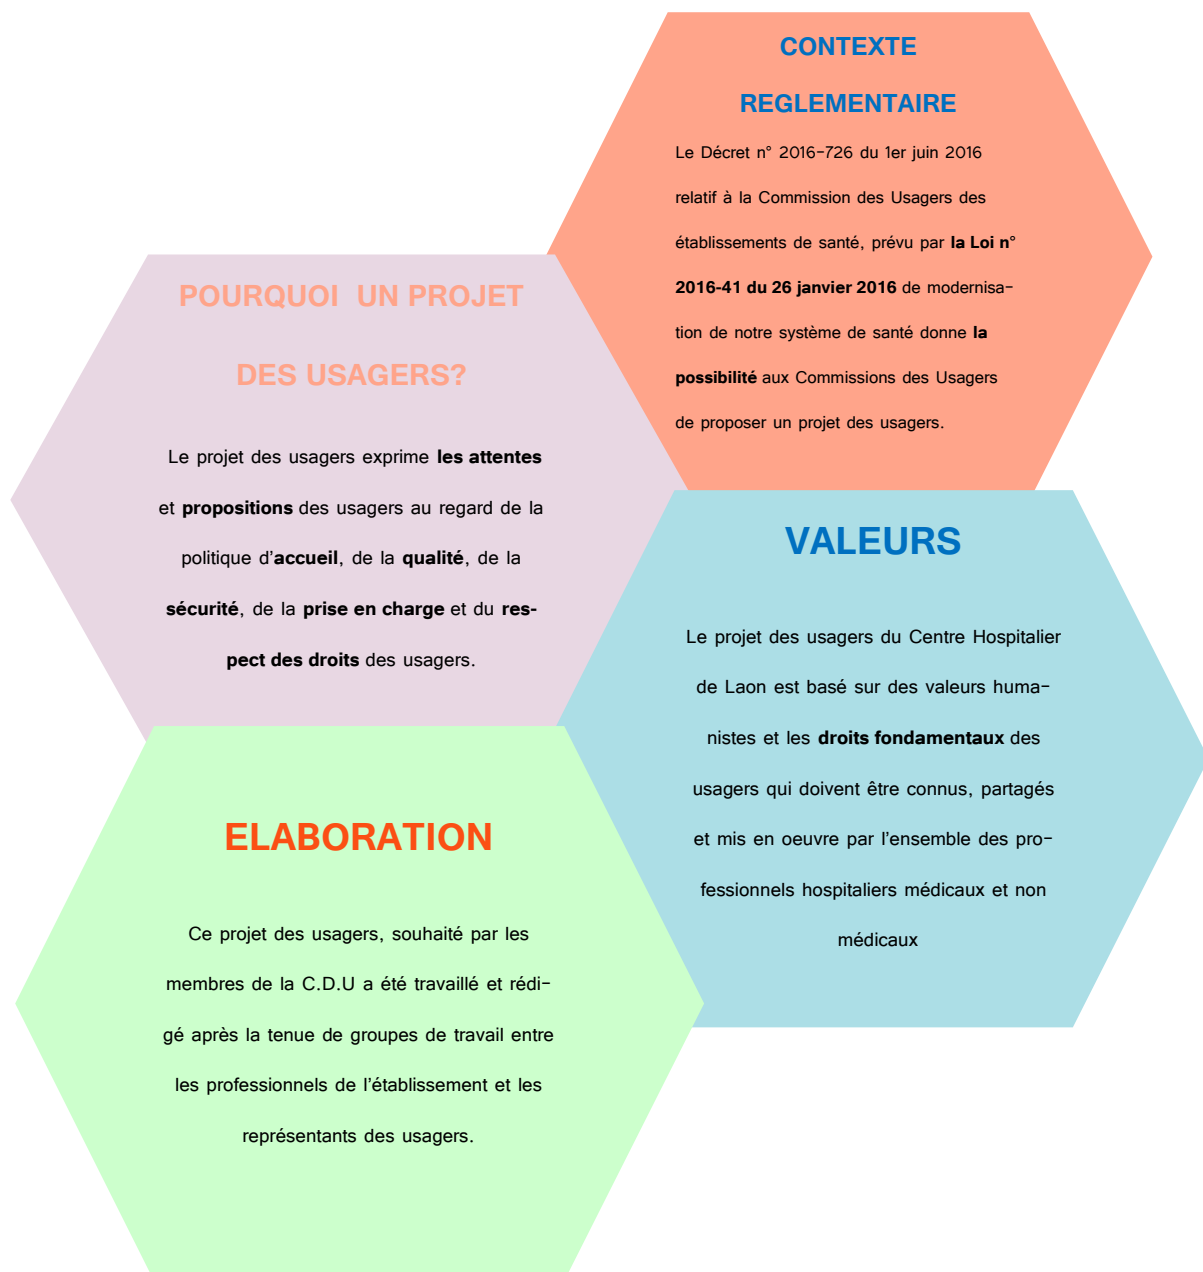 CONTEXTE
REGLEMENTAIRE
Le Décret n° 2016-726 du 1er juin 2016
relatif à la Commission des Usagers des
établissements de santé, prévu par la Loi n°
2016-41 du 26 janvier 2016 de modernisa-
tion de notre système de santé donne la
possibilité aux Commissions des Usagers
de proposer un projet des usagers.
POURQUOI UN PROJET
DES USAGERS?
Le projet des usagers exprime les attentes
et propositions des usagers au regard de la
politique d'accueil, de la qualité, de la
sécurité, de la prise en charge et du res-
pect des droits des usagers.
VALEURS
Le projet des usagers du Centre Hospitalier
de Laon est basé sur des valeurs huma-
nistes et les droits fondamentaux des
usagers qui doivent être connus, partagés
et mis en oeuvre par l'ensemble des pro-
fessionnels hospitaliers médicaux et non
médicaux
ELABORATION
Ce projet des usagers, souhaité par les
membres de la C.D.U a été travaillé et rédi-
gé après la tenue de groupes de travail entre
les professionnels de l'établissement et les
représentants des usagers.